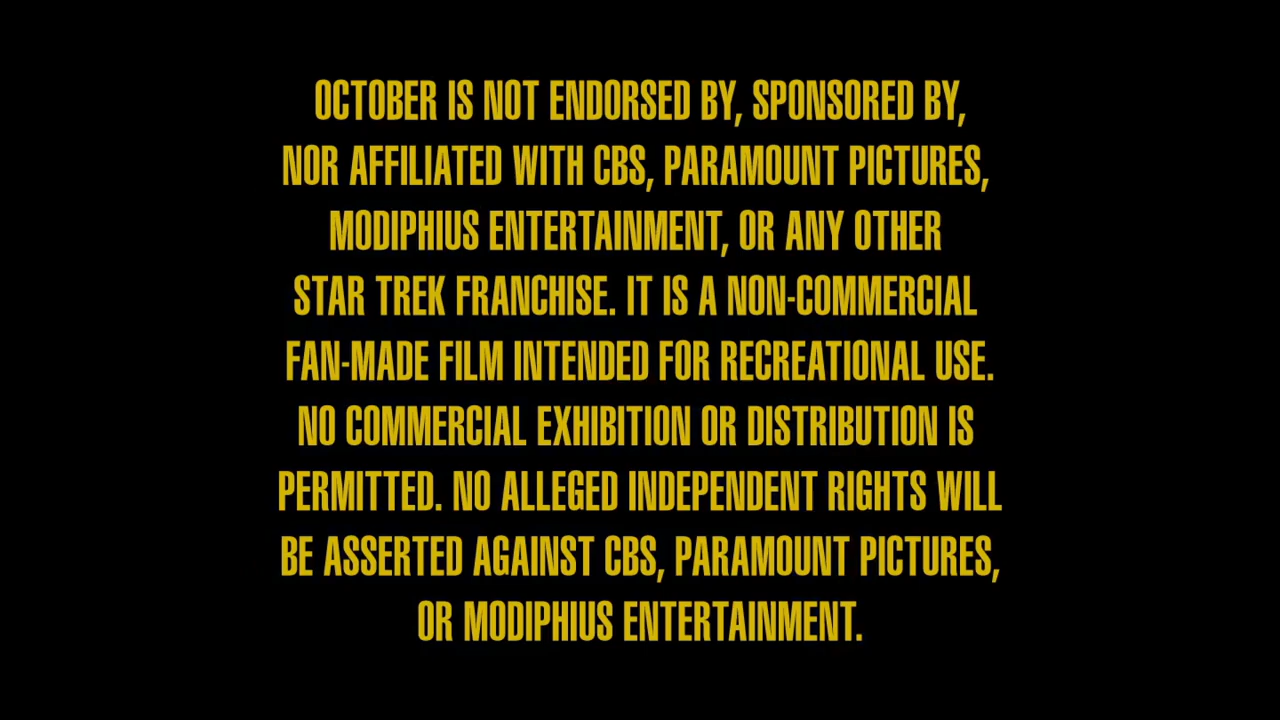 OCTOBER IS NOT ENDORSED BY, SPONSORED BY,
NOR AFFILIATED WITH CBS, PARAMOUNT PICTURES,
MODIPHIUS ENTERTAINMENT, OR ANY OTHER
STAR TREK FRANCHISE. IT IS A NON-COMMERCIAL
FAN-MADE FILM INTENDED FOR RECREATIONAL USE.
NO COMMERCIAL EXHIBITION OR DISTRIBUTION IS
PERMITTED. NO ALLEGED INDEPENDENT RIGHTS WILL
BE ASSERTED AGAINST CBS, PARAMOUNT PICTURES,
OR MODIPHIUS ENTERTAINMENT.